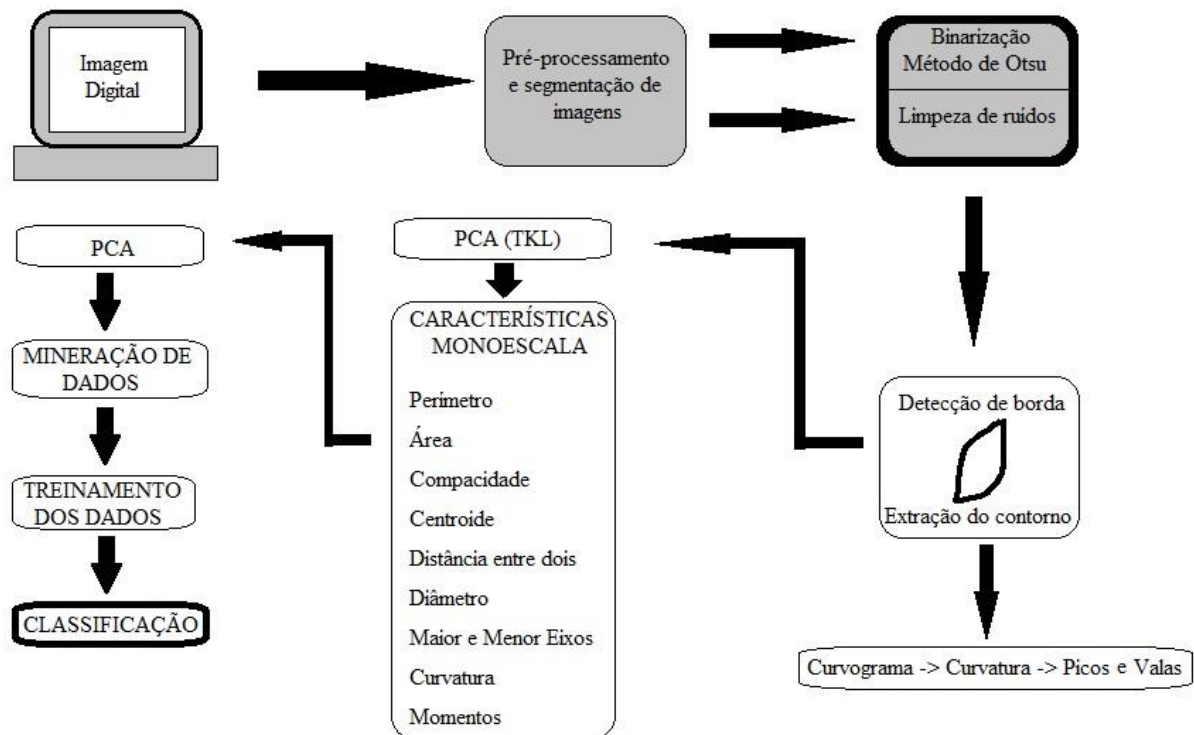 Imagem
Digital
Pré-processamento
e segmentação de
imagens
Binarização
Método de Otsu
Limpeza de ruidos
Detecção de borda
Extração do contorno
Curvograma -> Curvatura -> Picos e Valas
PCA (TKL)
CARACTERÍSTICAS
MONOESCALA
Perímetro
Área
Compacidade
Centroide
Distância entre dois
Diâmetro
Maior e Menor Eixos
Curvatura
Momentos
PCA
MINERAÇÃO DE
DADOS
TREINAMENTO
DOS DADOS
CLASSIFICAÇÃO